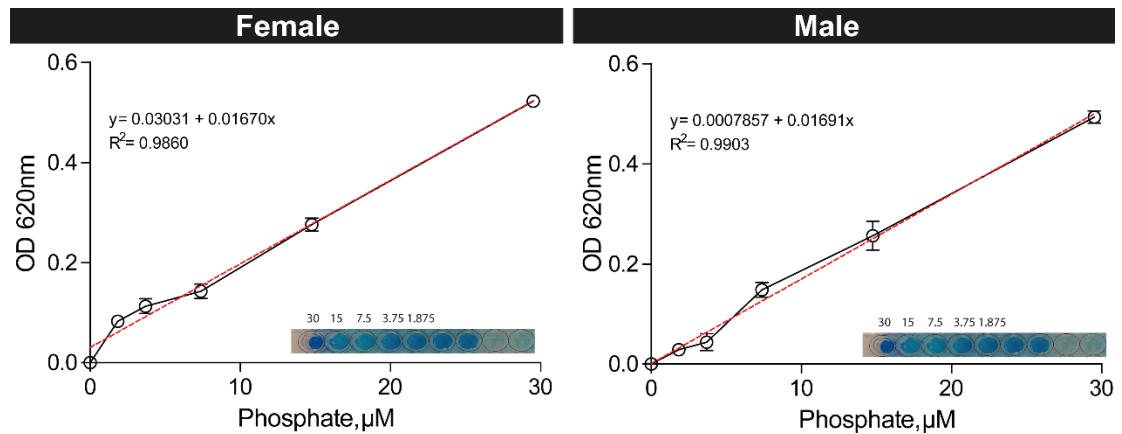 Female
0.6
0.4
0.2
0.0
OD 620nm
y= 0.03031 + 0.01670x
R²= 0.9860
30 15 7.5 3.75 1.875
0 10 20 30
Phosphate,µM
Male
0.6
0.4
0.2
0.0
OD 620nm
y= 0.0007857 + 0.01691x
R²= 0.9903
30 15 7.5 3.75 1.875
0 10 20 30
Phosphate,µM